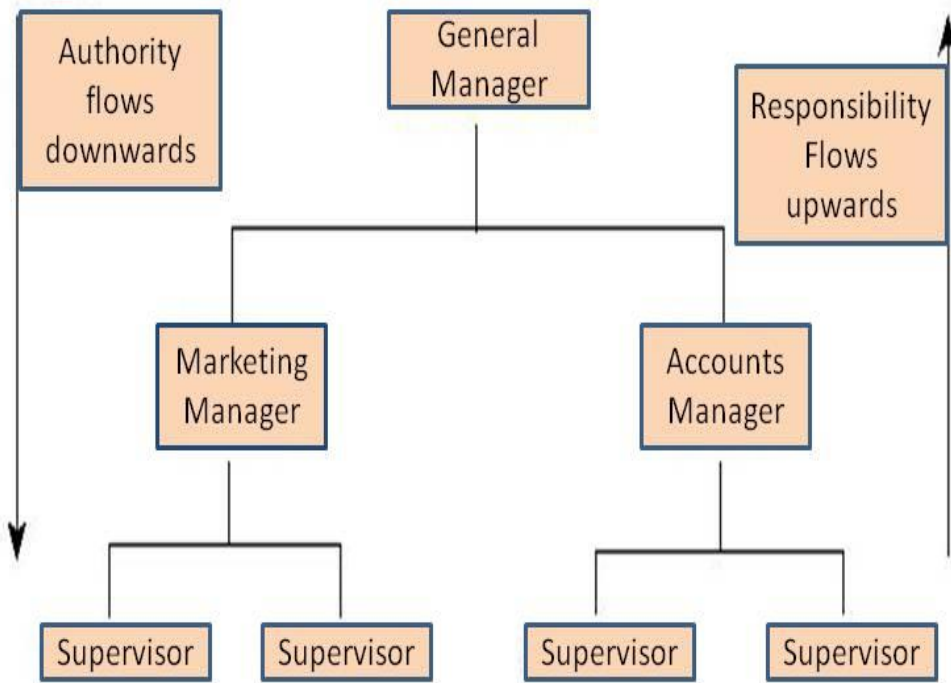 Authority
flows
downwards
General
Manager
Responsibility
Flows
upwards
Marketing
Manager
Accounts
Manager
Supervisor
Supervisor
Supervisor
Supervisor